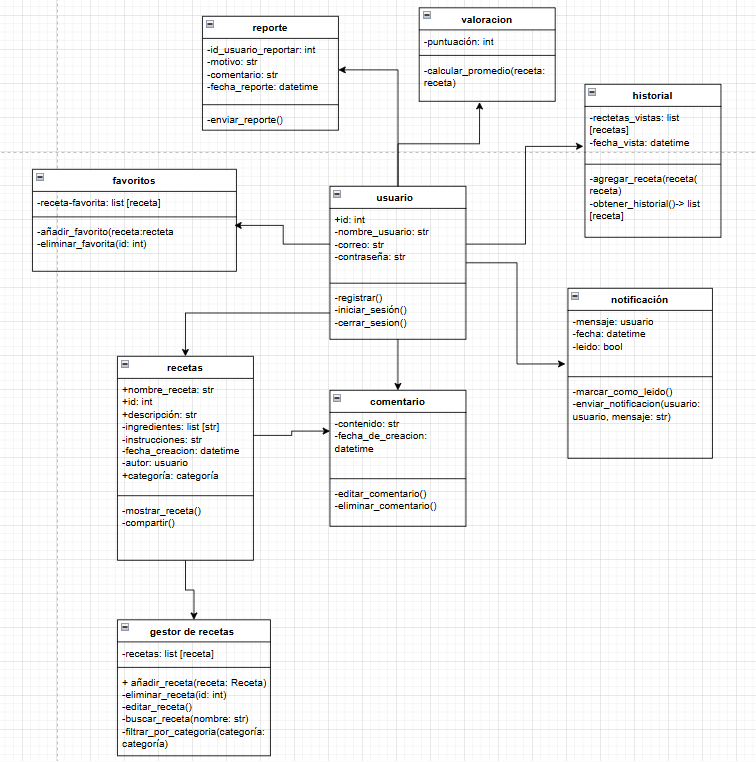 reporte
-id_usuario_reportar: int
-motivo: str
-comentario: str
-fecha_reporte: datetime
-enviar_reporte()
valoracion
-puntuación: int
-calcular_promedio(receta:
receta)
historial
-rectetas_vistas: list
[recetas]
-fecha_vista: datetime
-agregar_receta(receta(
receta)
-obtener_historial()-> list
[receta]
favoritos
-receta-favorita: list [receta]
-añadir_favorito(receta:recteta
-eliminar_favorita(id: int)
usuario
+id: int
-nombre_usuario: str
-correo: str
-contraseña: str
-registrar()
-iniciar_sesión()
-cerrar_sesion()
notificación
-mensaje: usuario
-fecha: datetime
-leido: bool
-marcar_como_leido()
-enviar_notificacion(usuario:
usuario, mensaje: str)
recetas
+nombre_receta: str
+id: int
+descripción: str
-ingredientes: list [str]
-instrucciones: str
-fecha_creacion: datetime
-autor: usuario
+categoría: categoría
-mostrar_receta()
-compartir()
comentario
-contenido: str
-fecha_de_creacion:
datetime
-editar_comentario()
-eliminar_comentario()
gestor de recetas
-recetas: list [receta]
+ añadir_receta(receta: Receta)
-eliminar_receta(id: int)
-editar_receta()
-buscar_receta(nombre: str)
-filtrar_por_categoria(categoría:
categoría)